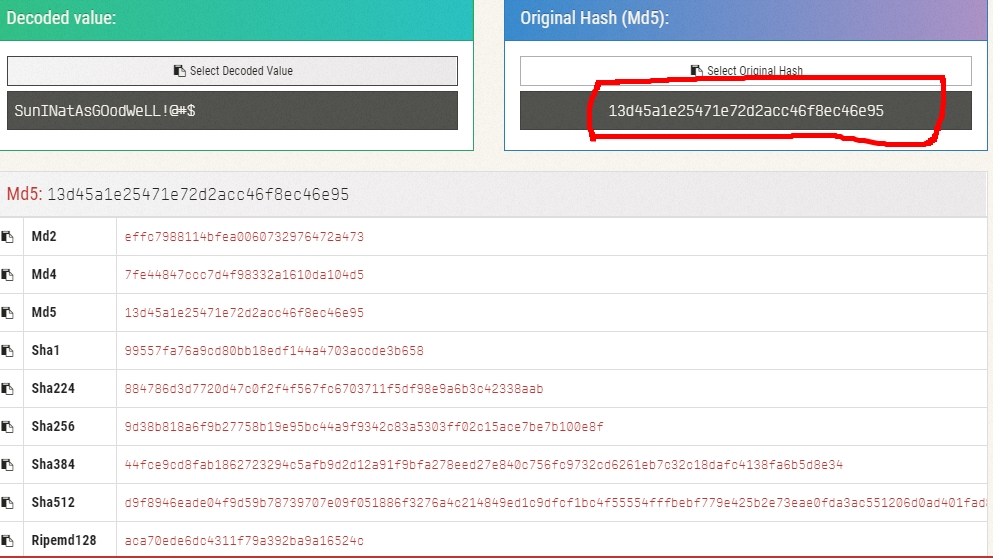 Decoded value:
Original Hash (Md5):
Select Decoded Value
Select Original Hash
SunINatAsGOodWeLL!@#$
13d45a1e25471e72d2acc46f8ec46e95
Md5: 13d45a1e25471e72d2acc46f8ec46e95
Md2 effc7988114bfea0060732976472a473
Md4 7fe44847ccc7d4f98332a1610da104d5
Md5 13d45a1e25471e72d2acc46f8ec46e95
Sha1 99557fa76a9cd80bb18edf144a4703accde3b658
Sha224 884786d3d7720d47c0f2f4f567fc6703711f5df98e9a6b3c42338aab
Sha256 9d38b818a6f9b27758b19e95bc44a9f9342c83a5303ff02c15ace7be7b100e8f
Sha384 44fce9cd8fab1862723294c5afb9d2d12a91f9bfa278eed27e840c756fc9732cd6261eb7c32c18dafc4138fa6b5d8e34
Sha512 d9f8946eade04f9d59b78739707e09f051886f3276a4c214849ed1c9dfcf1bc4f55554fffbebf779e425b2e73eae0fda3ac551206d0ad401fad
Ripemd128 aca70ede6dc4311f79a392ba9a16524c